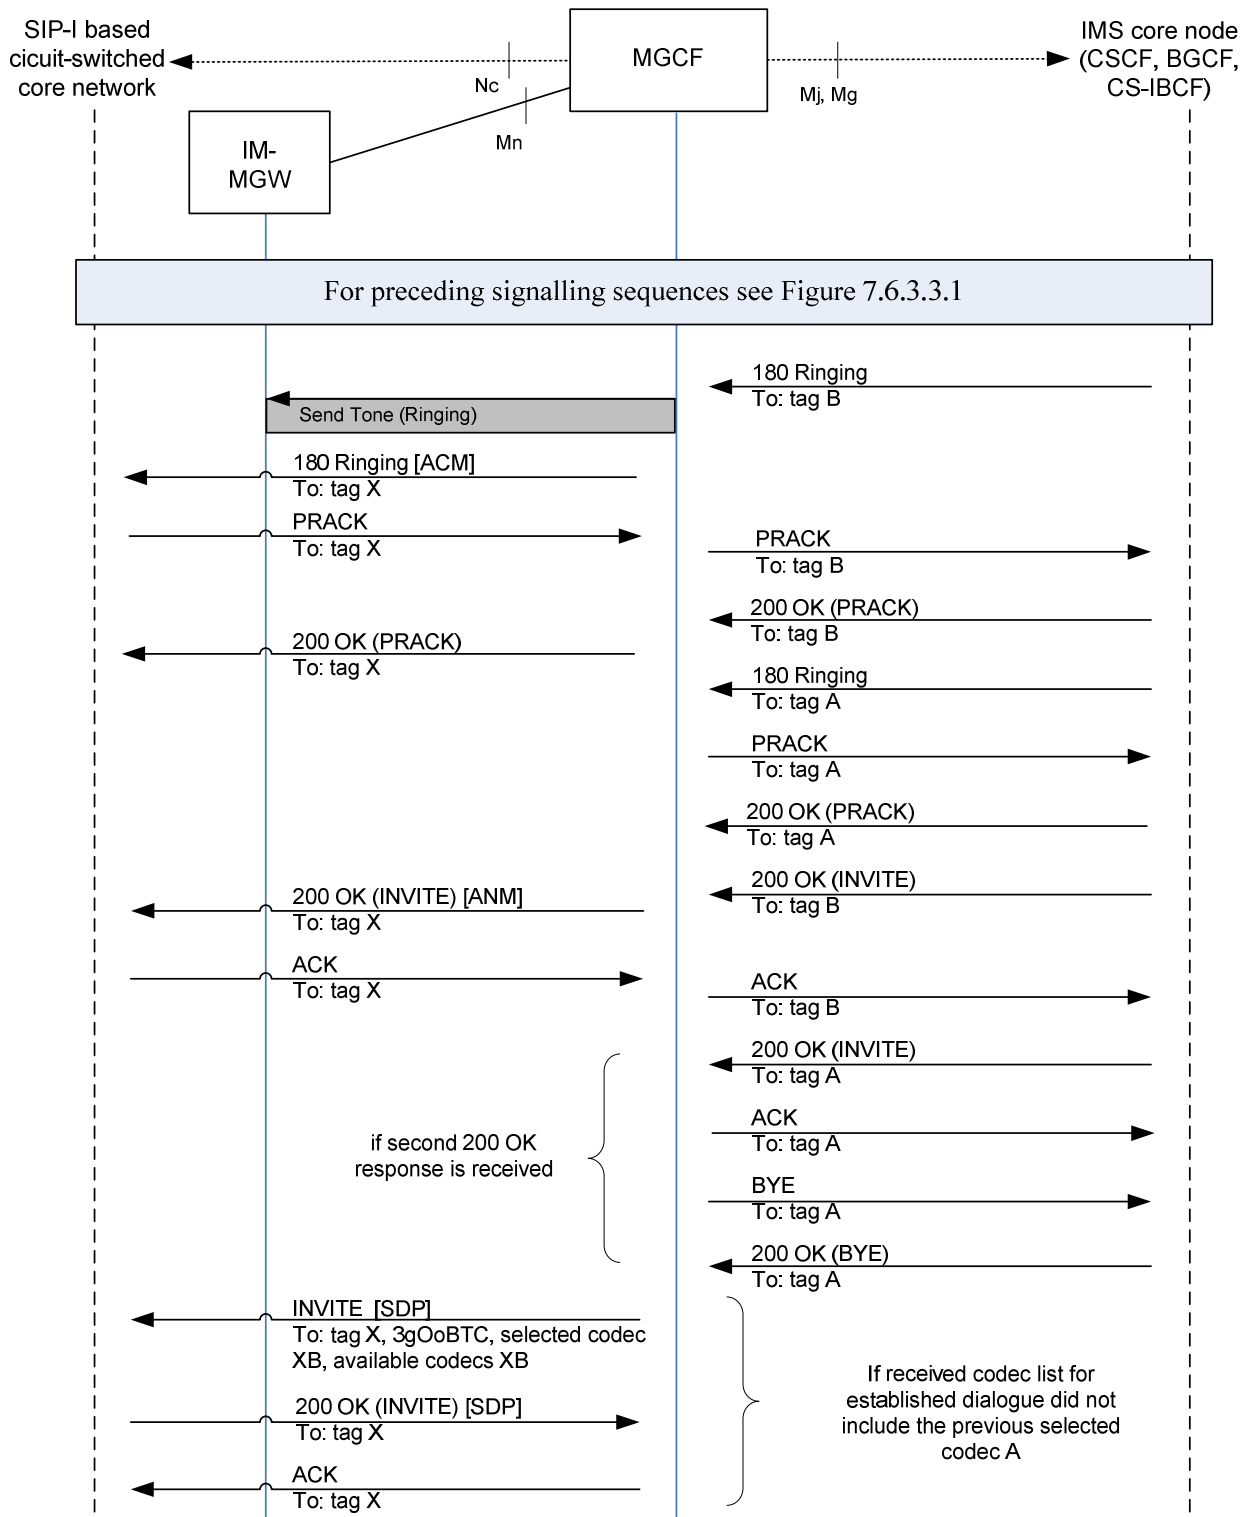 SIP-I based
cicuit-switched
core network
MGCF
IMS core node
(CSCF, BGCF,
CS-IBCF)
Nc
Mj, Mg
Mn
IM-
MGW
For preceding signalling sequences see Figure 7.6.3.3.1
180 Ringing
To: tag B
Send Tone (Ringing)
180 Ringing [ACM]
To: tag X
PRACK
To: tag X
PRACK
To: tag B
200 OK (PRACK)
To: tag B
200 OK (PRACK)
To: tag X
180 Ringing
To: tag A
PRACK
To: tag A
200 OK (PRACK)
To: tag A
200 OK (INVITE)
To: tag B
200 OK (INVITE) [ANM]
To: tag X
ACK
To: tag X
ACK
To: tag B
200 OK (INVITE)
To: tag A
ACK
To: tag A
if second 200 OK
response is received
BYE
To: tag A
200 OK (BYE)
To: tag A
INVITE [SDP]
To: tag X, 3gOoBTC, selected codec
XB, available codecs XB
If received codec list for
established dialogue did not
include the previous selected
codec A
200 OK (INVITE) [SDP]
To: tag X
ACK
To: tag X